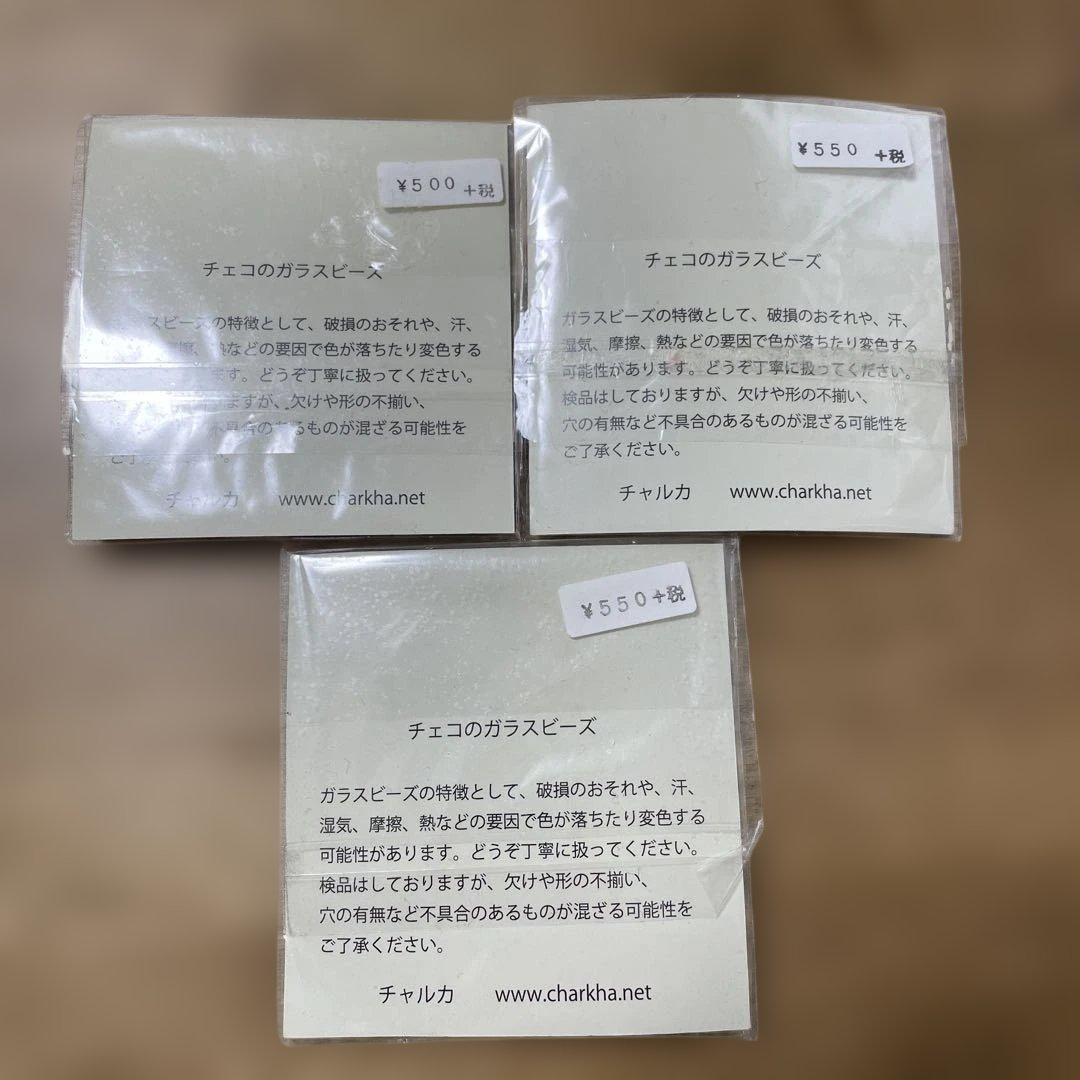 ¥500 +税
チェコのガラスビーズ
スビーズの特徴として、破損のおそれや、汗、
擦、熱などの要因で色が落ちたり変色する
ます。どうぞ丁寧に扱ってください。
ますが、欠けや形の不揃い、
不具合のあるものが混ざる可能性を
チャルカ www.charkha.net
¥550 +税
チェコのガラスビーズ
ガラスビーズの特徴として、破損のおそれや、汗、
湿気、摩擦、熱などの要因で色が落ちたり変色する
可能性があります。どうぞ丁寧に扱ってください。
検品はしておりますが、欠けや形の不揃い、
穴の有無など不具合のあるものが混ざる可能性を
ご了承ください。
チャルカ www.charkha.net
¥550+税
チェコのガラスビーズ
ガラスビーズの特徴として、破損のおそれや、汗、
湿気、摩擦、熱などの要因で色が落ちたり変色する
可能性があります。どうぞ丁寧に扱ってください。
検品はしておりますが、欠けや形の不揃い、
穴の有無など不具合のあるものが混ざる可能性を
ご了承ください。
チャルカ www.charkha.net